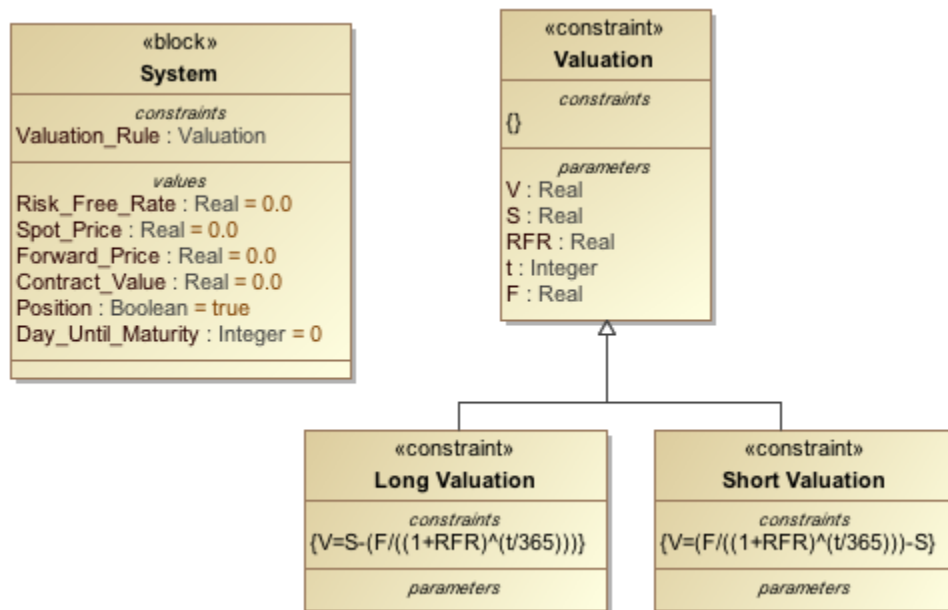 «block»
System
constraints
Valuation_Rule : Valuation
values
Risk_Free_Rate : Real = 0.0
Spot_Price : Real = 0.0
Forward_Price : Real = 0.0
Contract_Value : Real = 0.0
Position : Boolean = true
Day_Until_Maturity : Integer = 0
«constraint»
Valuation
constraints
{}
parameters
V : Real
S : Real
RFR : Real
t : Integer
F : Real
«constraint»
Long Valuation
constraints
{V=S-(F/((1+RFR)^(t/365)))}
parameters
«constraint»
Short Valuation
constraints
{V=(F/((1+RFR)^(t/365)))-S}
parameters